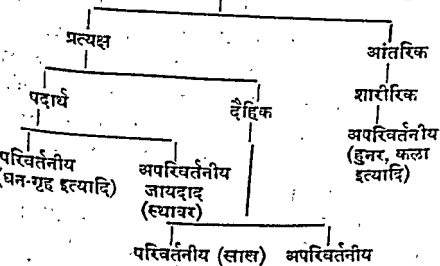 प्रत्यक्ष
आंतरिक
पदार्थ
दैहिक
शारीरिक
परिवर्तनीय
(धन-गृह इत्यादि)
अपरिवर्तनीय
जायदाद
(स्थावर)
अपरिवर्तनीय
(हुनर, कला
इत्यादि)
परिवर्तनीय (साल) अपरिवर्तनीय